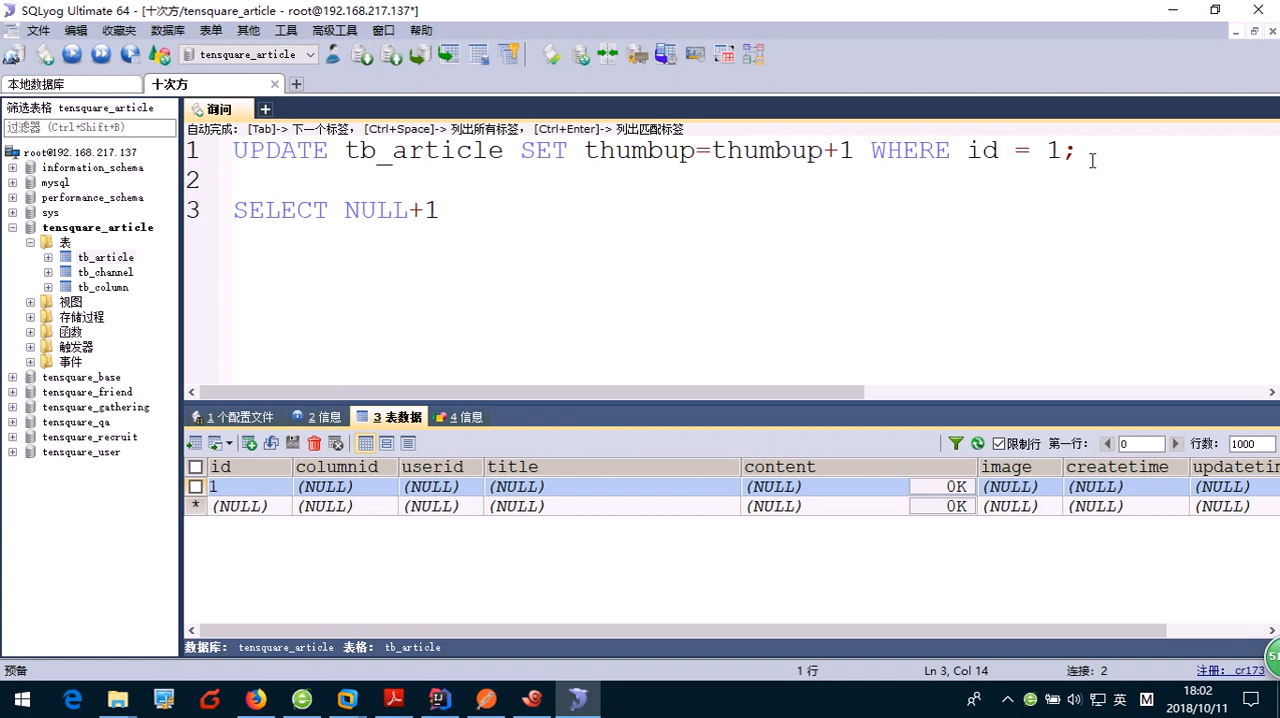 SQLyog Ultimate 64 - [十次方/tensquare_article - root@192.168.217.137*]
文件 编辑 收藏夹 数据库 表单 其他 工具 高级工具 窗口 帮助
tensquare_article
本地数据库 十次方
筛选表格 tensquare_article
过滤器 (Ctrl+Shift+B)
root@192.168.217.137
information_schema
mysql
performance_schema
sys
tensquare_article
表
tb_article
tb_channel
tb_column
视图
存储过程
函数
触发器
事件
tensquare_base
tensquare_friend
tensquare_gathering
tensquare_qa
tensquare_recruit
tensquare_user
询问
自动完成: [Tab]-> 下一个标签, [Ctrl+Space]-> 列出所有标签, [Ctrl+Enter]-> 列出匹配标签
1 UPDATE tb_article SET thumbup=thumbup+1 WHERE id = 1;
2
3 SELECT NULL+1
1 个配置文件 2 信息 3 表数据 4 信息
限制行 第一行: 0 行数: 1000
id columnid userid title content image createtime updatetim
1 (NULL) (NULL) (NULL) (NULL) 0K (NULL) (NULL) (NULL)
* (NULL) (NULL) (NULL) (NULL) (NULL) 0K (NULL) (NULL) (NULL)
数据库: tensquare_article 表格: tb_article
预备 1 行 Ln 3, Col 14 连接: 2 注册: cr173
英 M 18:02
2018/10/11
51